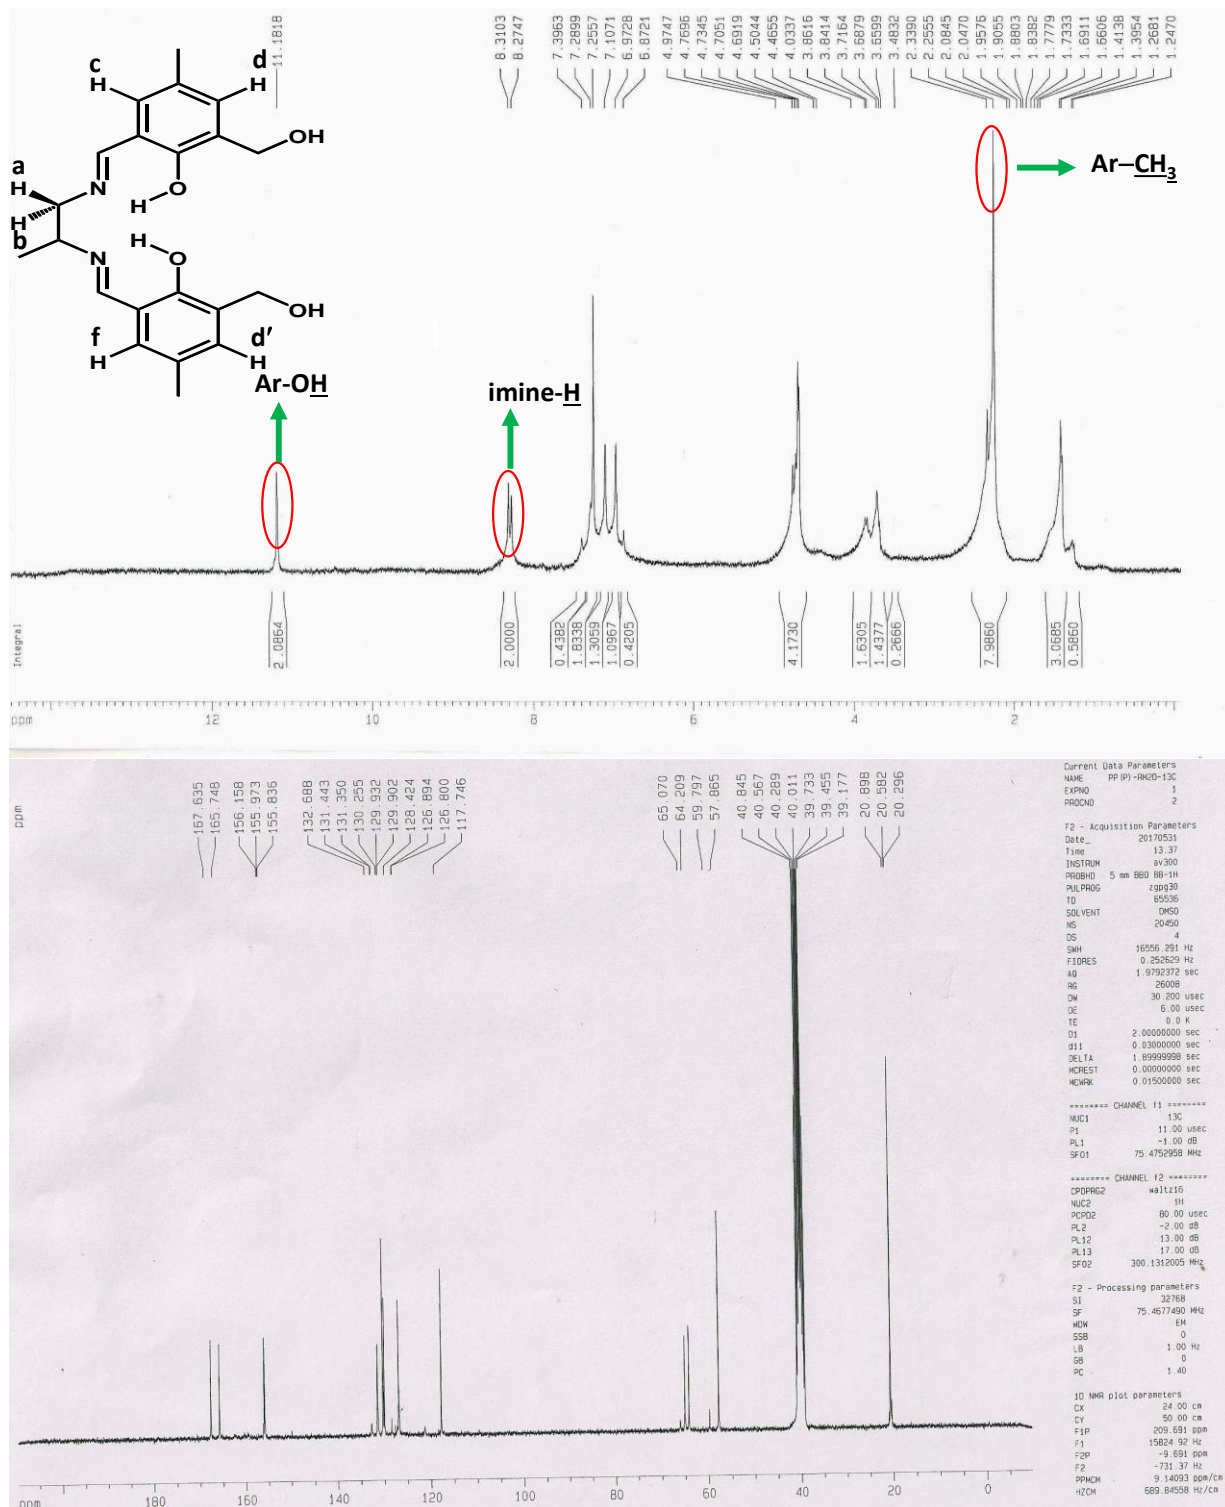 11.1818
8.3103
8.2747
7.3963
7.2899
7.2557
7.1071
6.9728
6.8721
4.9747
4.7696
4.7345
4.7051
4.6919
4.5044
4.4655
4.0337
3.8616
3.8414
3.7164
3.6879
3.6599
3.4832
2.3390
2.2555
2.0845
2.0470
1.9576
1.9055
1.8803
1.8382
1.7779
1.7333
1.6911
1.6606
1.4138
1.3954
1.2681
1.2470
c
d
H
H
OH
N
O
H
a
H
H
b
H
N
O
OH
f
d′
H
H
Ar–CH3
Ar-OH
imine-H
Integral
2.0864
2.0000
0.4382
1.8338
1.3059
1.0967
0.4205
4.1730
1.6305
1.4377
0.2666
7.9860
3.0685
0.5860
ppm
12
10
8
6
4
2
ppm
167.635
165.748
156.158
155.973
155.836
132.688
131.443
131.350
130.255
129.932
129.902
128.424
126.894
126.800
117.746
65.070
64.209
59.797
57.865
40.845
40.567
40.289
40.011
39.733
39.455
39.177
20.898
20.582
20.296
Current Data Parameters
NAME PP(P)-RM20-13C
EXPNO 1
PROCNO 2
F2 - Acquisition Parameters
Date_ 20170531
Time 13.37
INSTRUM av300
PROBHD 5 mm BBO BB-1H
PULPROG zgpg30
TD 65536
SOLVENT DMSO
NS 20450
DS 4
SWH 16556.291 Hz
FIDRES 0.252629 Hz
AQ 1.9792372 sec
RG 26008
DW 30.200 usec
DE 6.00 usec
TE 0.0 K
D1 2.00000000 sec
d11 0.03000000 sec
DELTA 1.89999998 sec
MCREST 0.00000000 sec
MCWRK 0.01500000 sec
======== CHANNEL f1 ========
NUC1 13C
P1 11.00 usec
PL1 -1.00 dB
SFO1 75.4752958 MHz
======== CHANNEL f2 ========
CPDPRG2 waltz16
NUC2 1H
PCPD2 80.00 usec
PL2 -2.00 dB
PL12 13.00 dB
PL13 17.00 dB
SFO2 300.1312005 MHz
F2 - Processing parameters
SI 32768
SF 75.4677490 MHz
WDW EM
SSB 0
LB 1.00 Hz
GB 0
PC 1.40
1D NMR plot parameters
CX 24.00 cm
CY 50.00 cm
F1P 209.691 ppm
F1 15824.92 Hz
F2P -9.691 ppm
F2 -731.37 Hz
PPMCM 9.14093 ppm/cm
HZCM 689.84558 Hz/cm
ppm
180
160
140
120
100
80
60
40
20
0